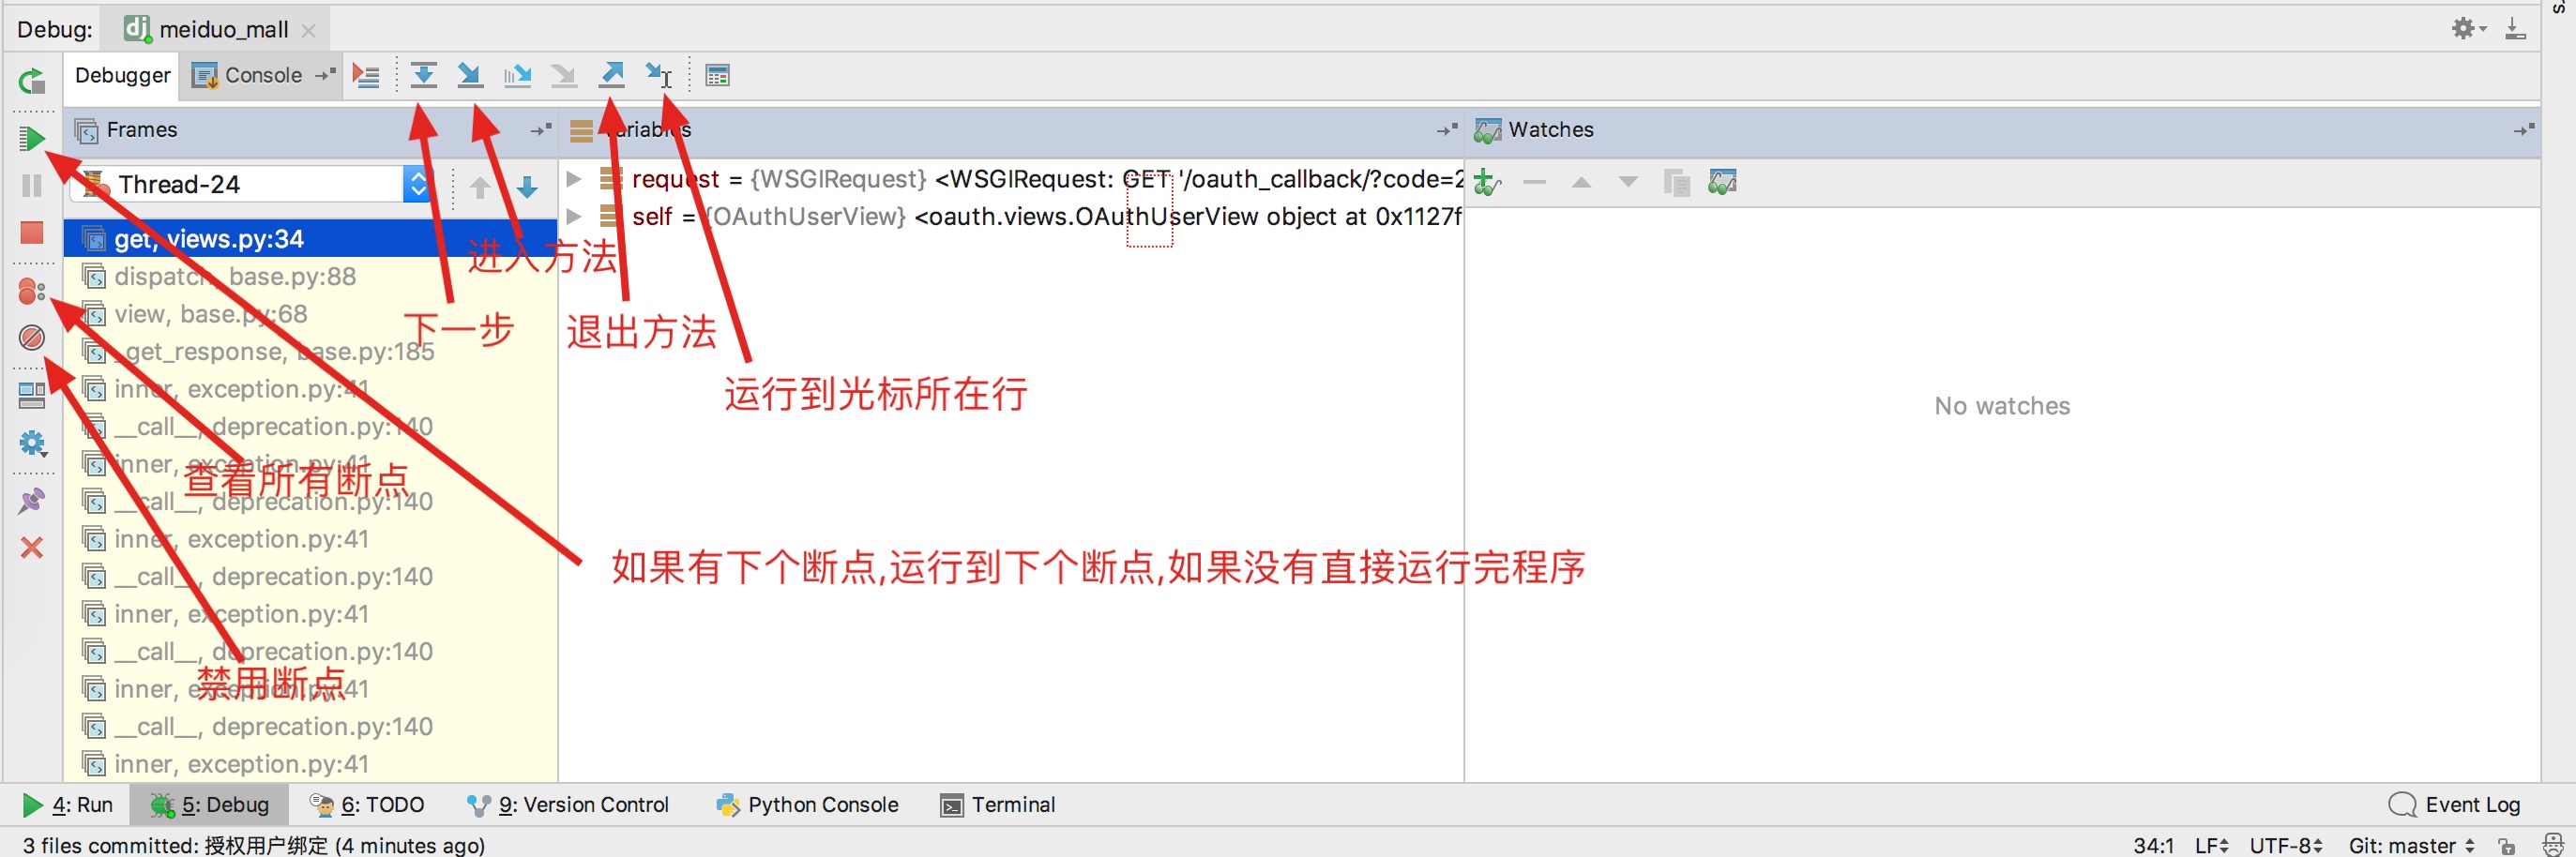 Debug: meiduo_mall
Debugger Console
Frames
Variables
Watches
Thread-24
request = {WSGIRequest} <WSGIRequest: GET '/oauth_callback/?code=2
self = {OAuthUserView} <oauth.views.OAuthUserView object at 0x1127f
get, views.py:34
进入方法
dispatch, base.py:88
view, base.py:68
下一步
退出方法
_get_response, base.py:185
inner, exception.py:41
运行到光标所在行
No watches
__call__, deprecation.py:140
inner, exception.py:41
查看所有断点
__call__, deprecation.py:140
inner, exception.py:41
如果有下个断点,运行到下个断点,如果没有直接运行完程序
__call__, deprecation.py:140
inner, exception.py:41
__call__, deprecation.py:140
禁用断点
inner, exception.py:41
__call__, deprecation.py:140
inner, exception.py:41
4: Run 5: Debug 6: TODO 9: Version Control Python Console Terminal Event Log
3 files committed: 授权用户绑定 (4 minutes ago) 34:1 LF UTF-8 Git: master